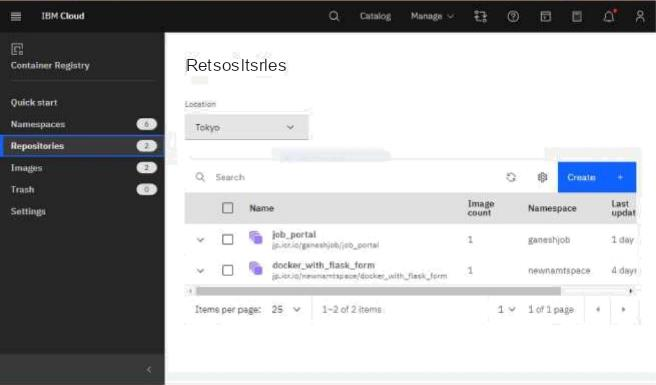 IBM Cloud
Catalog
Manage
Container Registry
Quick start
Namespaces 6
Repositories 2
Images 2
Trash 0
Settings
Retsosltsrles
Location
Tokyo
Search
Create +
Name
Image count
Namespace
Last updat
job_portal
jp.icr.io/ganeshjob/job_portal
1
ganeshjob
1 day
docker_with_flask_form
jp.icr.io/newnamtspace/docker_with_flask_form
1
newnamtspace
4 days
Items per page: 25
1–2 of 2 items
1
1 of 1 page